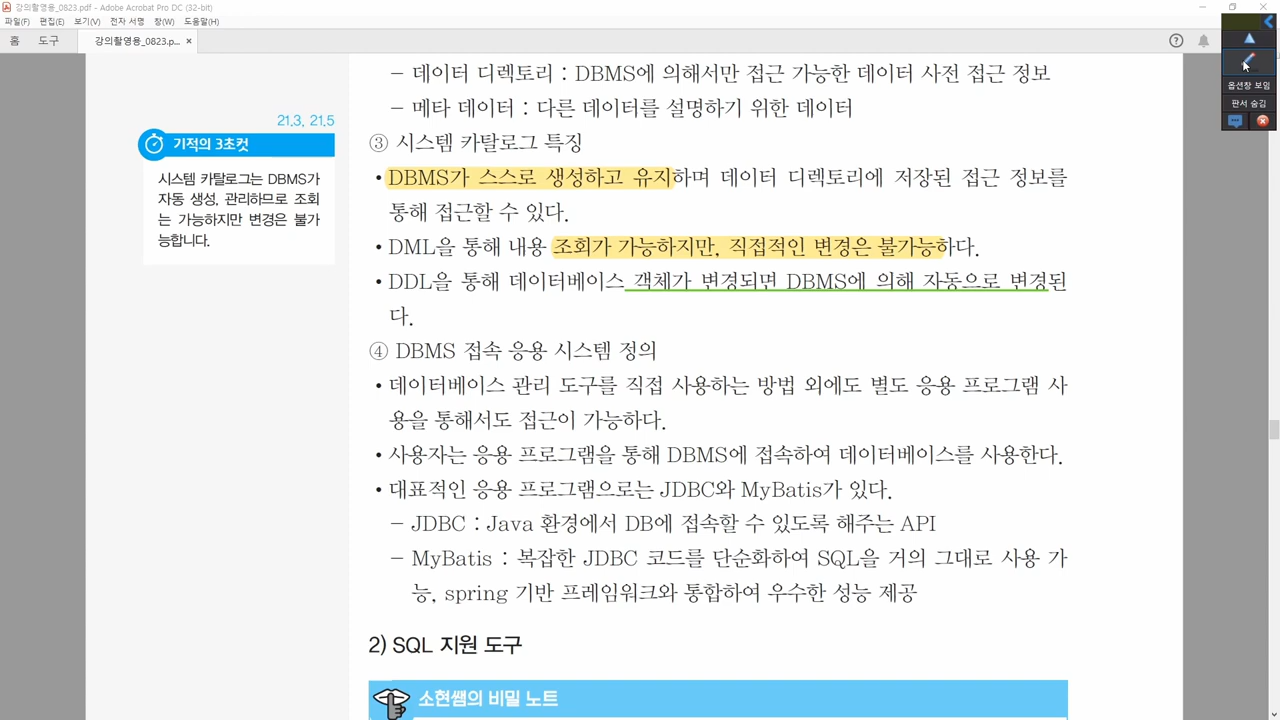 강의촬영용_0823.pdf - Adobe Acrobat Pro DC (32-bit)
파일(F) 편집(E) 보기(V) 전자 서명 창(W) 도움말(H)
홈 도구 강의촬영용_0823.p... ×
옵션창 보임
판서 숨김
– 데이터 디렉토리 : DBMS에 의해서만 접근 가능한 데이터 사전 접근 정보
– 메타 데이터 : 다른 데이터를 설명하기 위한 데이터
21.3, 21.5
기적의 3초컷
시스템 카탈로그는 DBMS가
자동 생성, 관리하므로 조회
는 가능하지만 변경은 불가
능합니다.
③ 시스템 카탈로그 특징
• DBMS가 스스로 생성하고 유지하며 데이터 디렉토리에 저장된 접근 정보를
통해 접근할 수 있다.
• DML을 통해 내용 조회가 가능하지만, 직접적인 변경은 불가능하다.
• DDL을 통해 데이터베이스 객체가 변경되면 DBMS에 의해 자동으로 변경된
다.
④ DBMS 접속 응용 시스템 정의
• 데이터베이스 관리 도구를 직접 사용하는 방법 외에도 별도 응용 프로그램 사
용을 통해서도 접근이 가능하다.
• 사용자는 응용 프로그램을 통해 DBMS에 접속하여 데이터베이스를 사용한다.
• 대표적인 응용 프로그램으로는 JDBC와 MyBatis가 있다.
– JDBC : Java 환경에서 DB에 접속할 수 있도록 해주는 API
– MyBatis : 복잡한 JDBC 코드를 단순화하여 SQL을 거의 그대로 사용 가
능, spring 기반 프레임워크와 통합하여 우수한 성능 제공
2) SQL 지원 도구
소현쌤의 비밀 노트